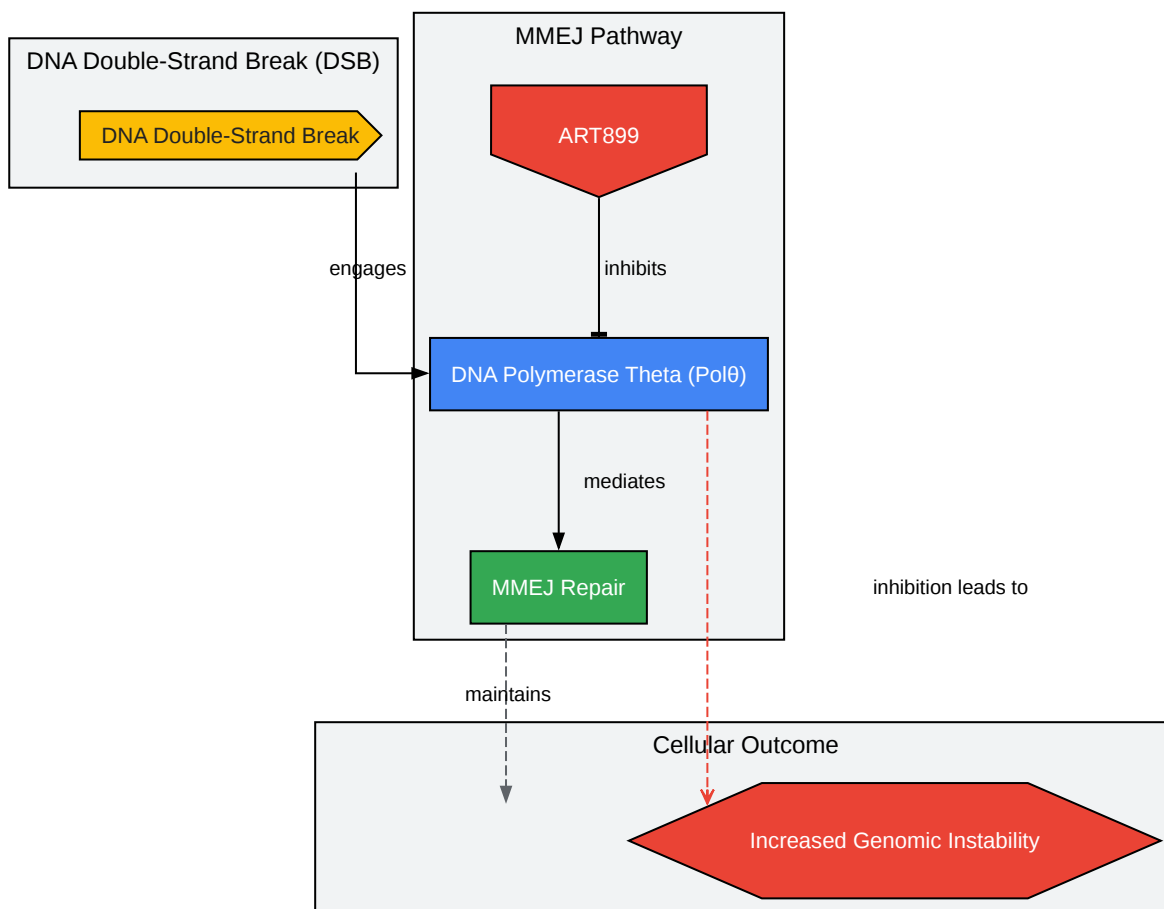 MMEJ Pathway
DNA Double-Strand Break (DSB)
DNA Double-Strand Break
ART899
engages
inhibits
DNA Polymerase Theta (Polθ)
mediates
MMEJ Repair
inhibition leads to
maintains
Cellular Outcome
Increased Genomic Instability